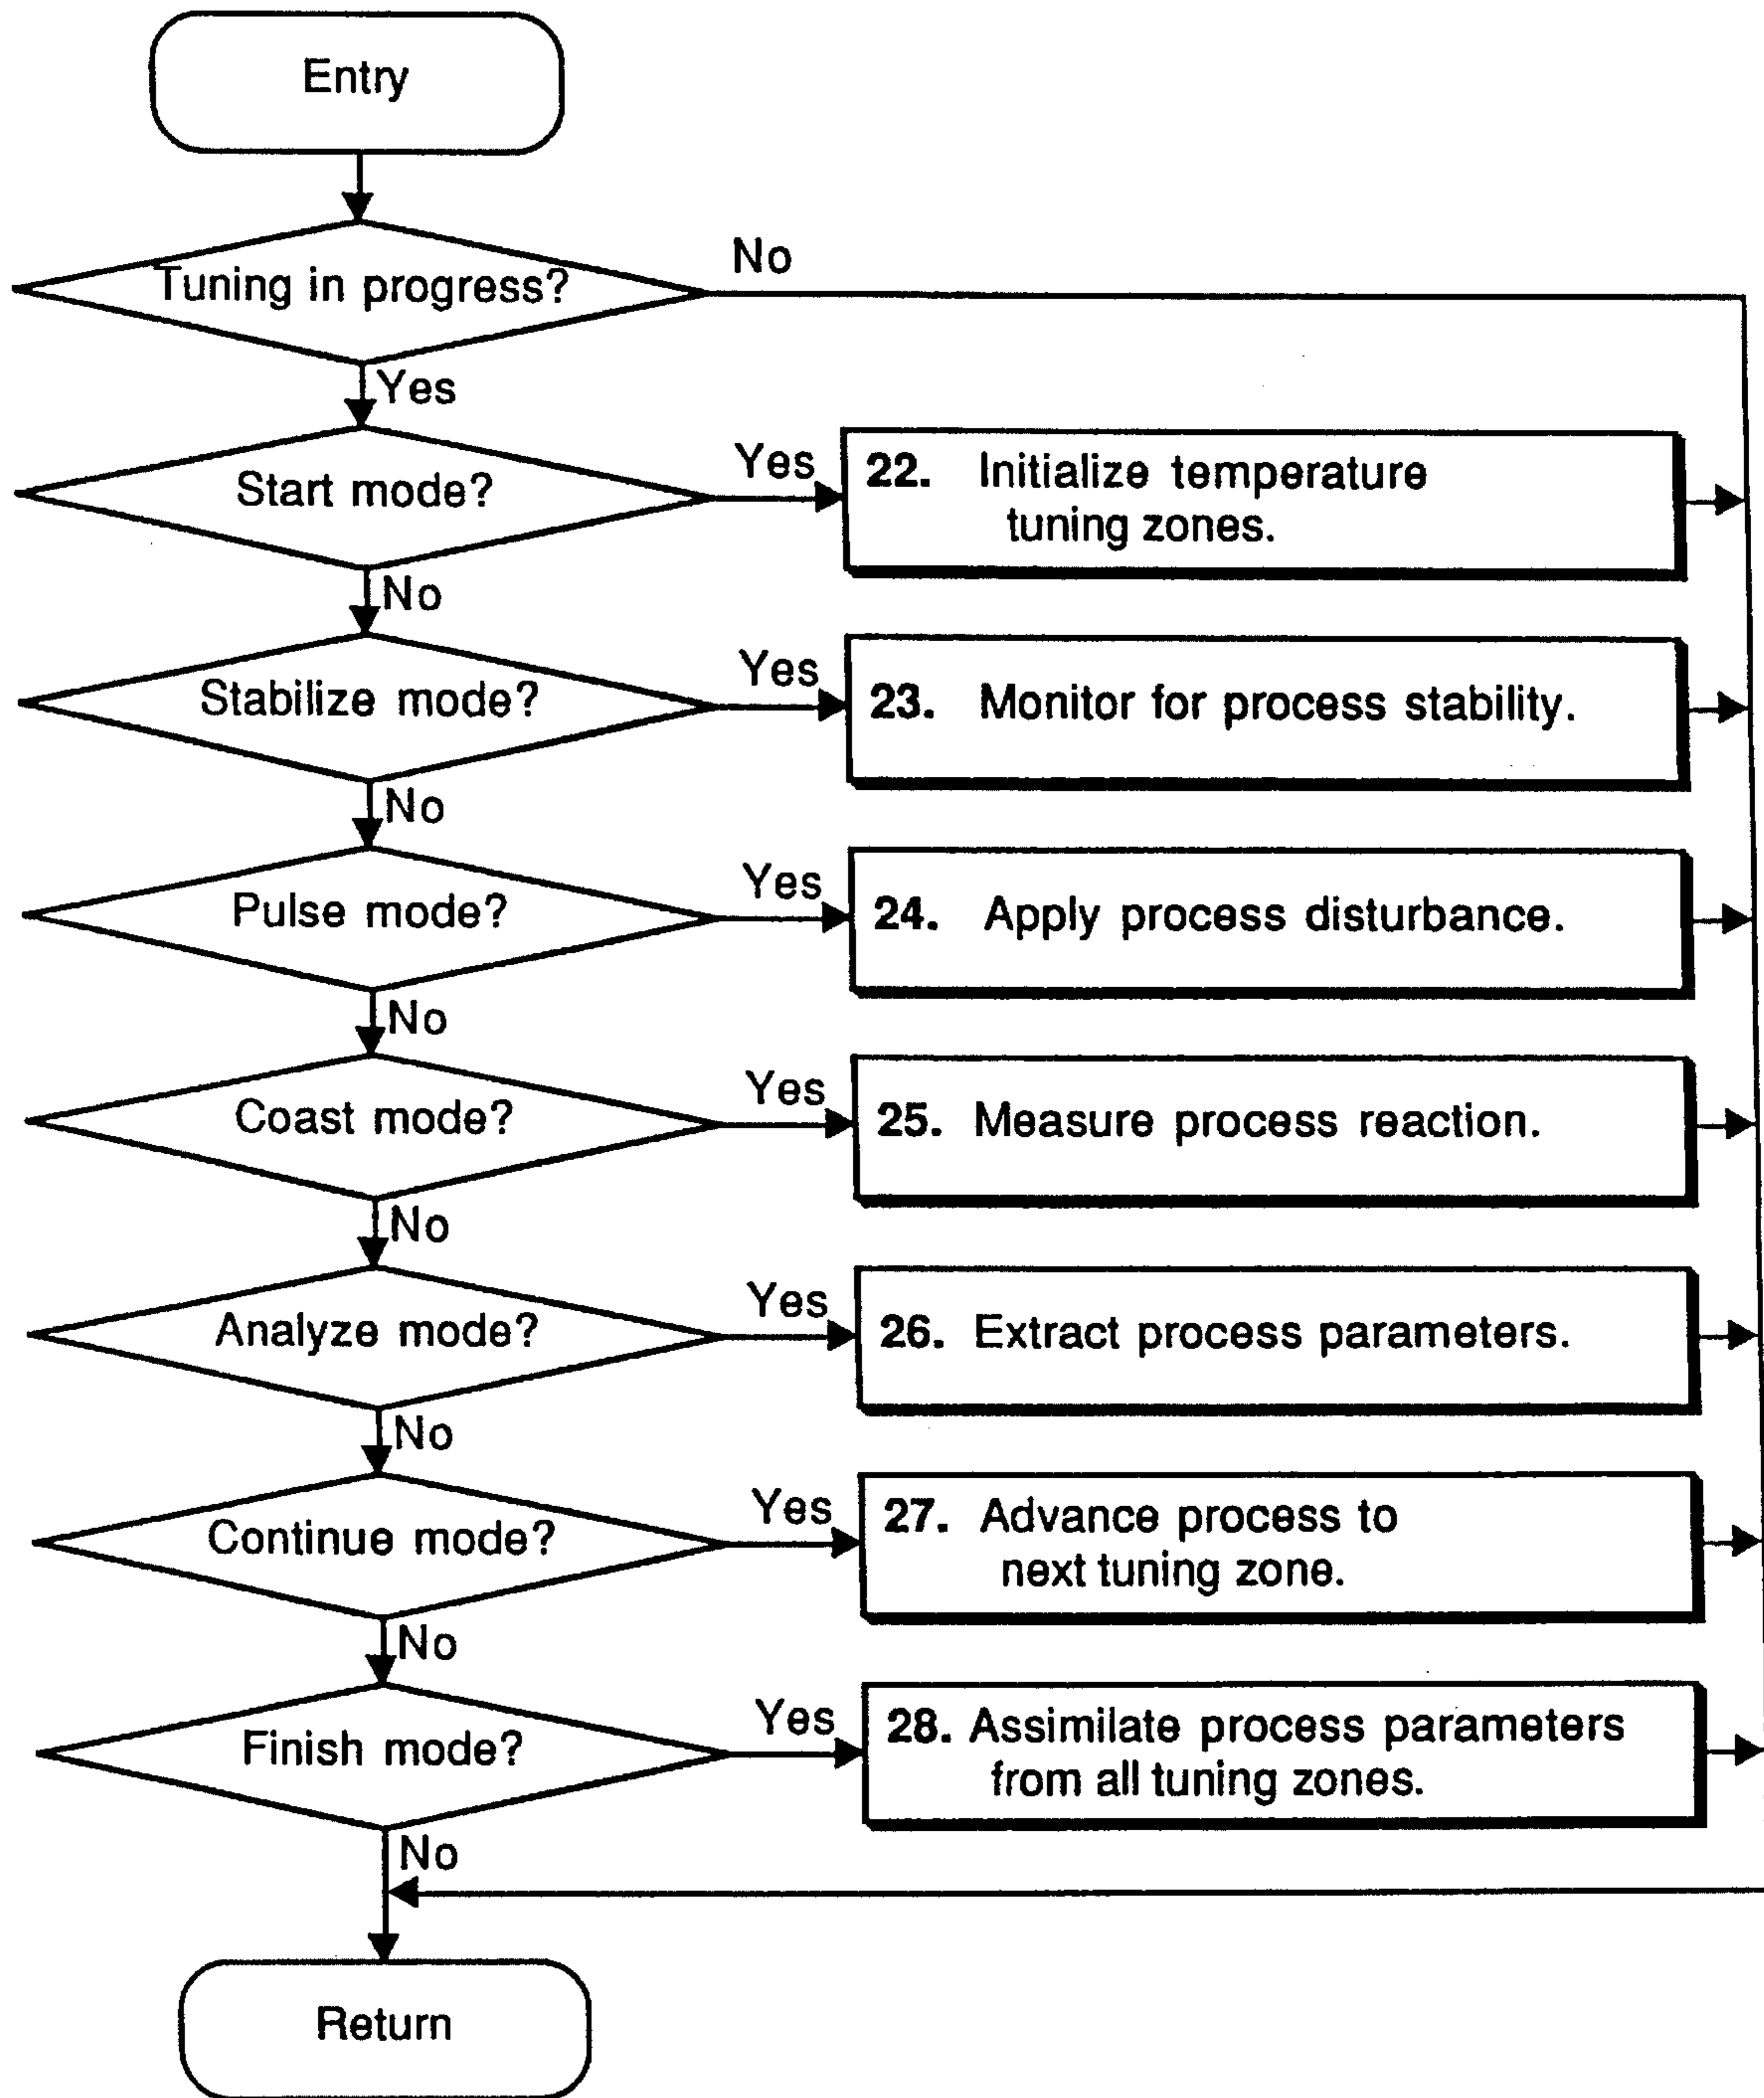 Entry
Tuning in progress?
No
Yes
Start mode?
Yes
22. Initialize temperature
tuning zones.
No
Stabilize mode?
Yes
23. Monitor for process stability.
No
Pulse mode?
Yes
24. Apply process disturbance.
No
Coast mode?
Yes
25. Measure process reaction.
No
Analyze mode?
Yes
26. Extract process parameters.
No
Continue mode?
Yes
27. Advance process to
next tuning zone.
No
Finish mode?
Yes
28. Assimilate process parameters
from all tuning zones.
No
Return